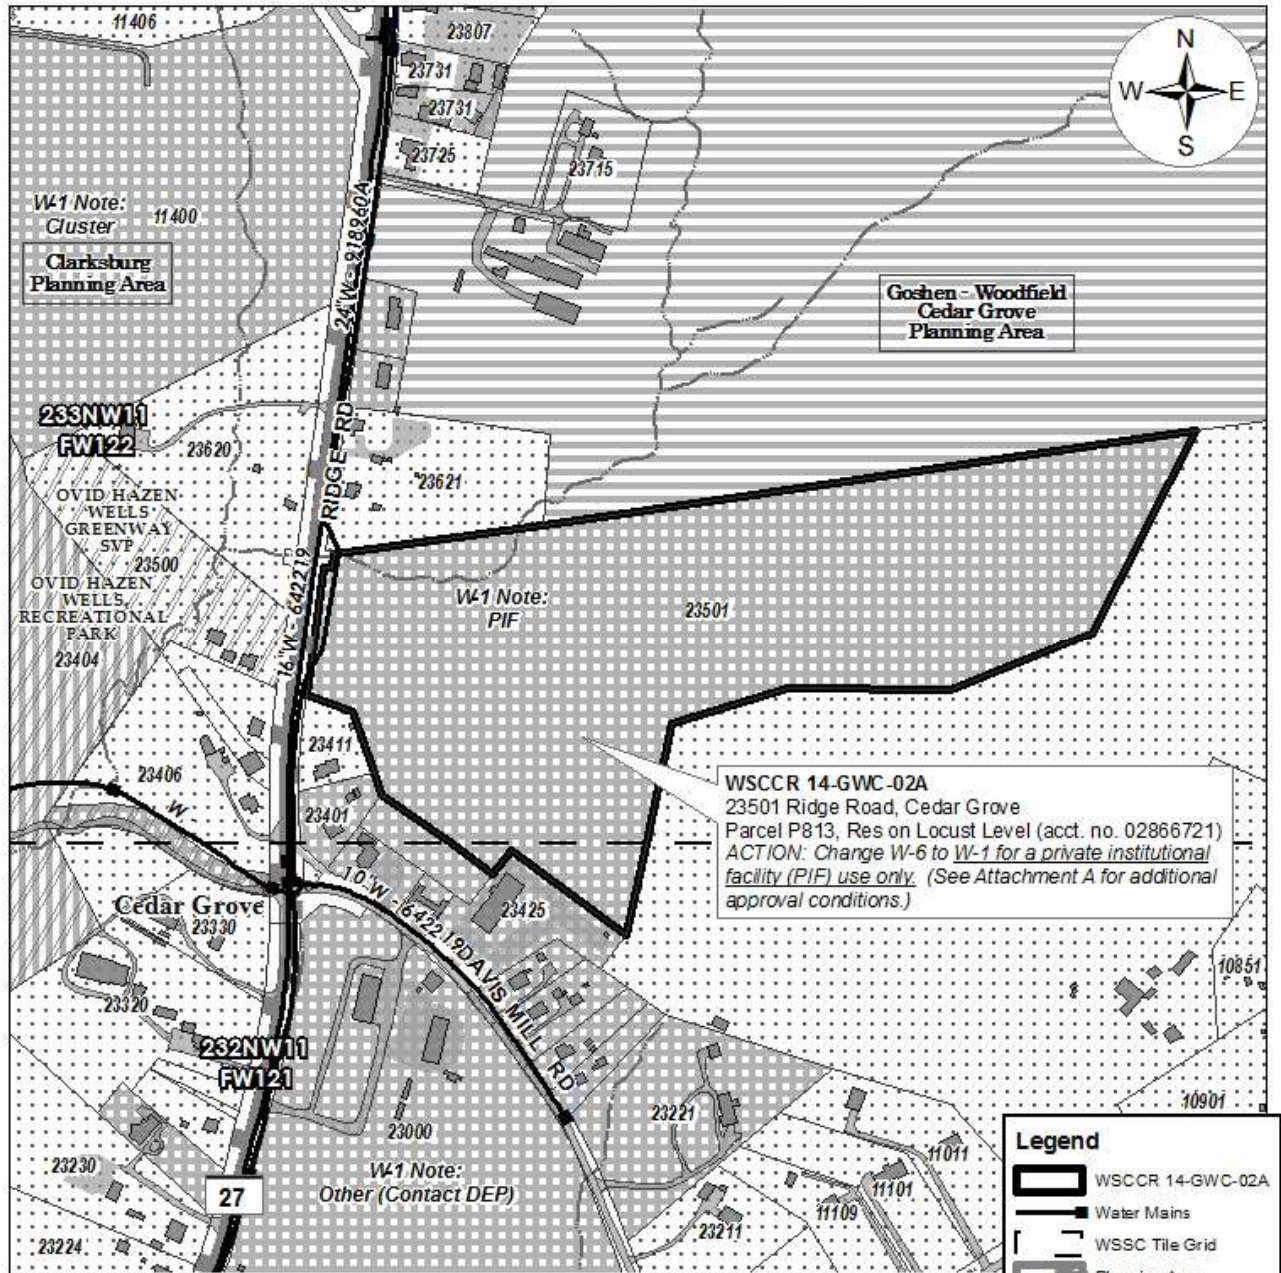 11406
23807
N
W
E
S
23731
23731
23725
23715
W-1 Note:
Cluster
11400
Clarksburg
Planning Area
24"W - 918960A
Goshen - Woodfield
Cedar Grove
Planning Area
233NW11
FW122
23620
RIDGE RD
23621
OVID HAZEN
WELLS
GREENWAY
SVP
23500
OVID HAZEN
WELLS
RECREATIONAL
PARK
23404
16"W - 642219
W-1 Note:
PIF
23501
23411
23406
W
23401
WSCCR 14-GWC-02A
23501 Ridge Road, Cedar Grove
Parcel P813, Res on Locust Level (acct. no. 02866721)
ACTION: Change W-6 to W-1 for a private institutional
facility (PIF) use only. (See Attachment A for additional
approval conditions.)
10"W - 642219
DAVIS MILL RD
23425
Cedar Grove
23330
23320
10851
232NW11
FW121
23000
23221
10901
W-1 Note:
Other (Contact DEP)
23230
27
11011
11101
11109
23211
23224
Legend
WSCCR 14-GWC-02A
Water Mains
WSSC Tile Grid